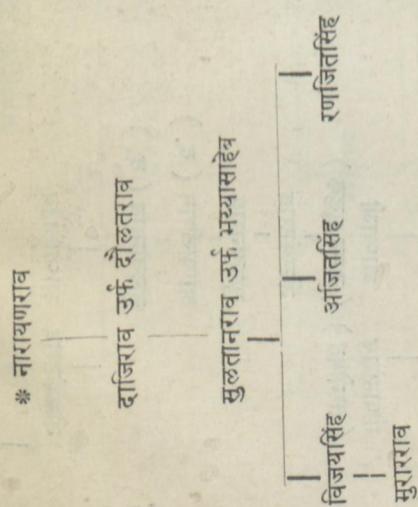 * नारायणराव
दाजिराव उर्फ दौलतराव
सुलतानराव उर्फ भय्यासाहेब
विजयसिंह अजितसिंह रणजितसिंह
मुरारराव